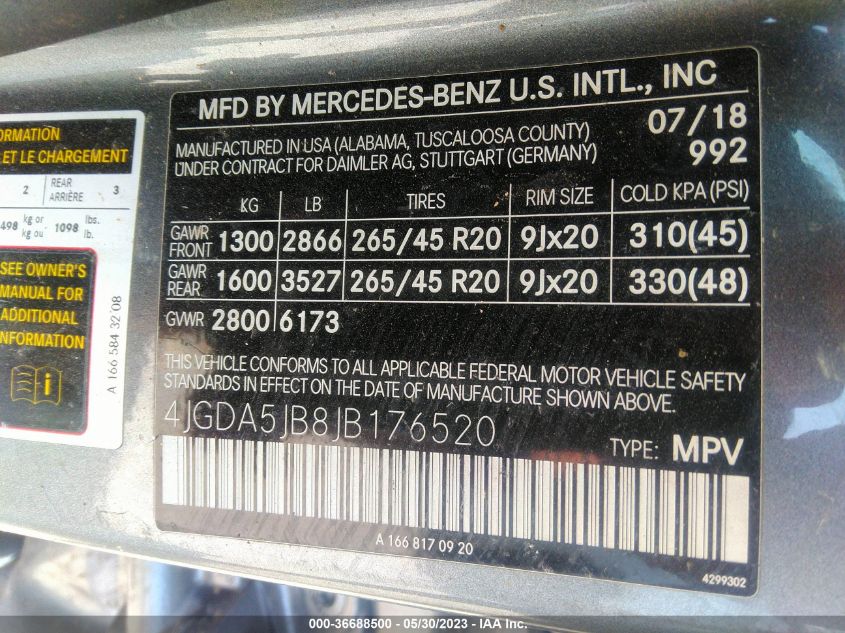 ORMATION
ET LE CHARGEMENT
2 REAR ARRIÈRE 3
498 kg or kg ou 1098 lbs. lb.
SEE OWNER'S
MANUAL FOR
ADDITIONAL
INFORMATION
i
A 166 584 32 08
MFD BY MERCEDES-BENZ U.S. INTL., INC
MANUFACTURED IN USA (ALABAMA, TUSCALOOSA COUNTY) 07/18
UNDER CONTRACT FOR DAIMLER AG, STUTTGART (GERMANY) 992
KG LB TIRES RIM SIZE COLD KPA (PSI)
GAWR FRONT 1300 2866 265/45 R20 9Jx20 310(45)
GAWR REAR 1600 3527 265/45 R20 9Jx20 330(48)
GVWR 2800 6173
THIS VEHICLE CONFORMS TO ALL APPLICABLE FEDERAL MOTOR VEHICLE SAFETY
STANDARDS IN EFFECT ON THE DATE OF MANUFACTURE SHOWN ABOVE.
4JGDA5JB8JB176520
TYPE: MPV
A 166 817 09 20
4299302
000-36688500 — 05/30/2023 — IAA Inc.